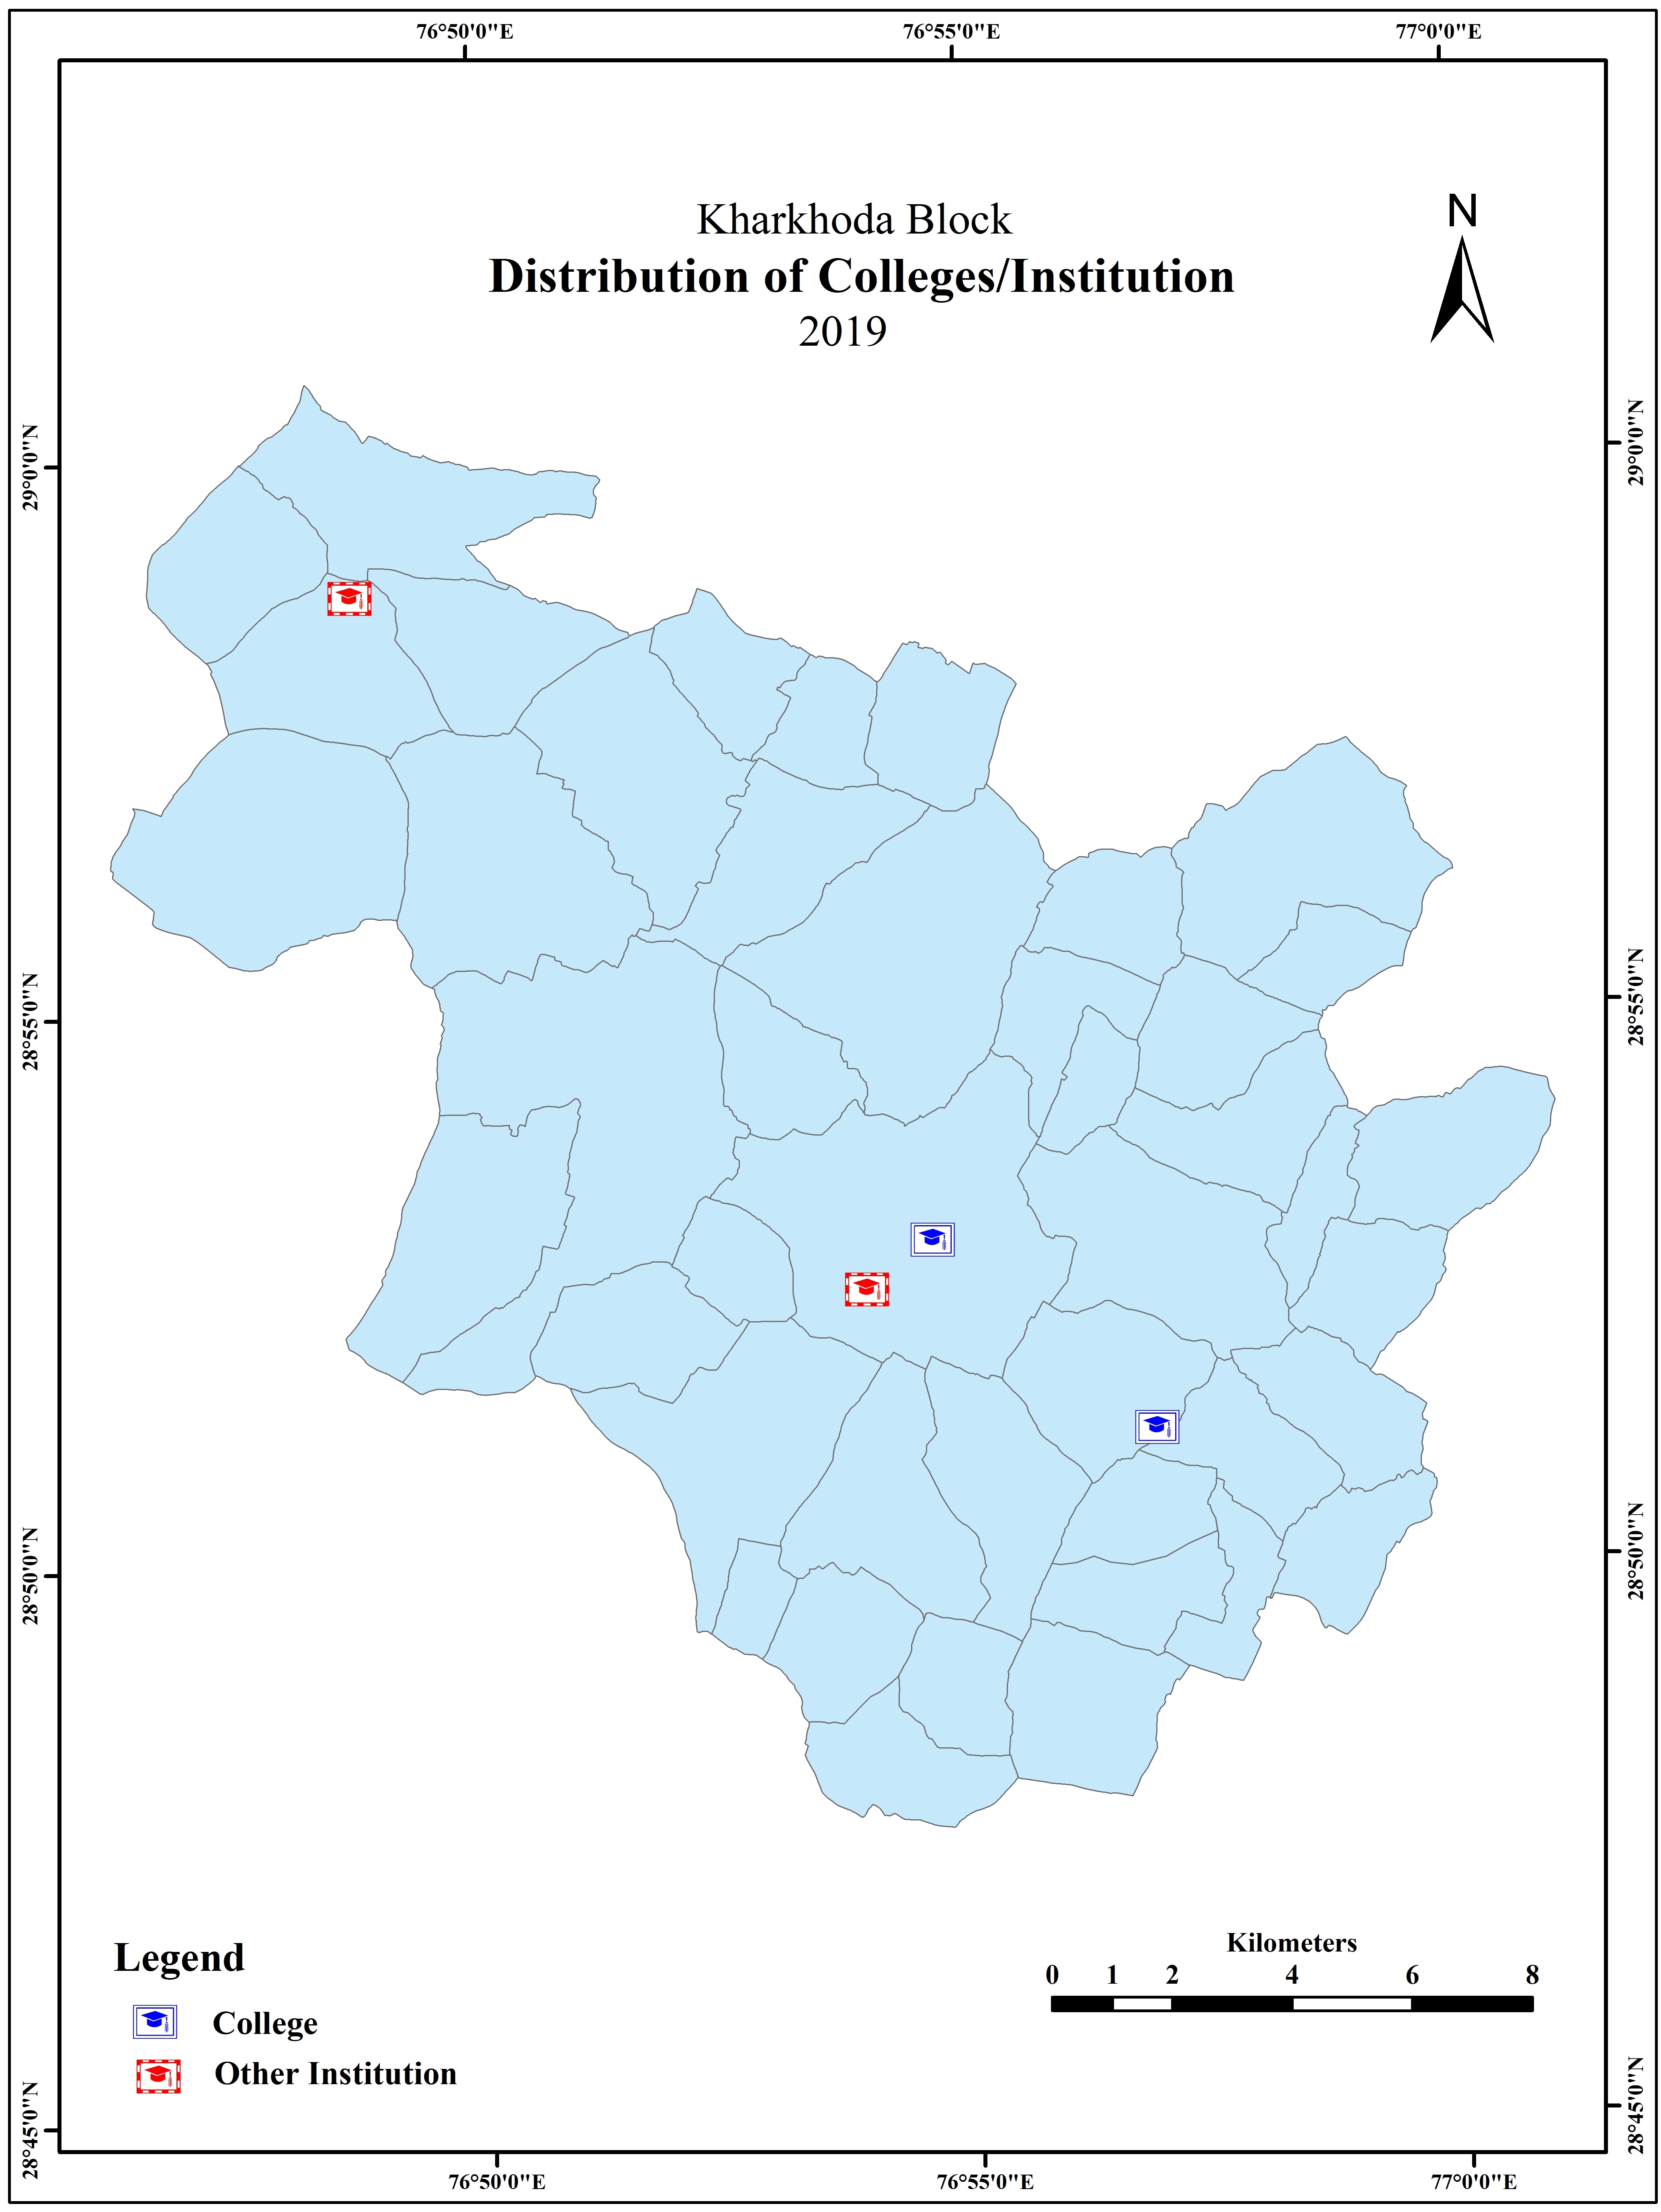 76°50'0"E 76°55'0"E 77°0'0"E
Kharkhoda Block
Distribution of Colleges/Institution
2019
N
29°0'0"N 29°0'0"N
28°55'0"N 28°55'0"N
28°50'0"N 28°50'0"N
28°45'0"N 28°45'0"N
Legend
College
Other Institution
Kilometers
0 1 2 4 6 8
76°50'0"E 76°55'0"E 77°0'0"E